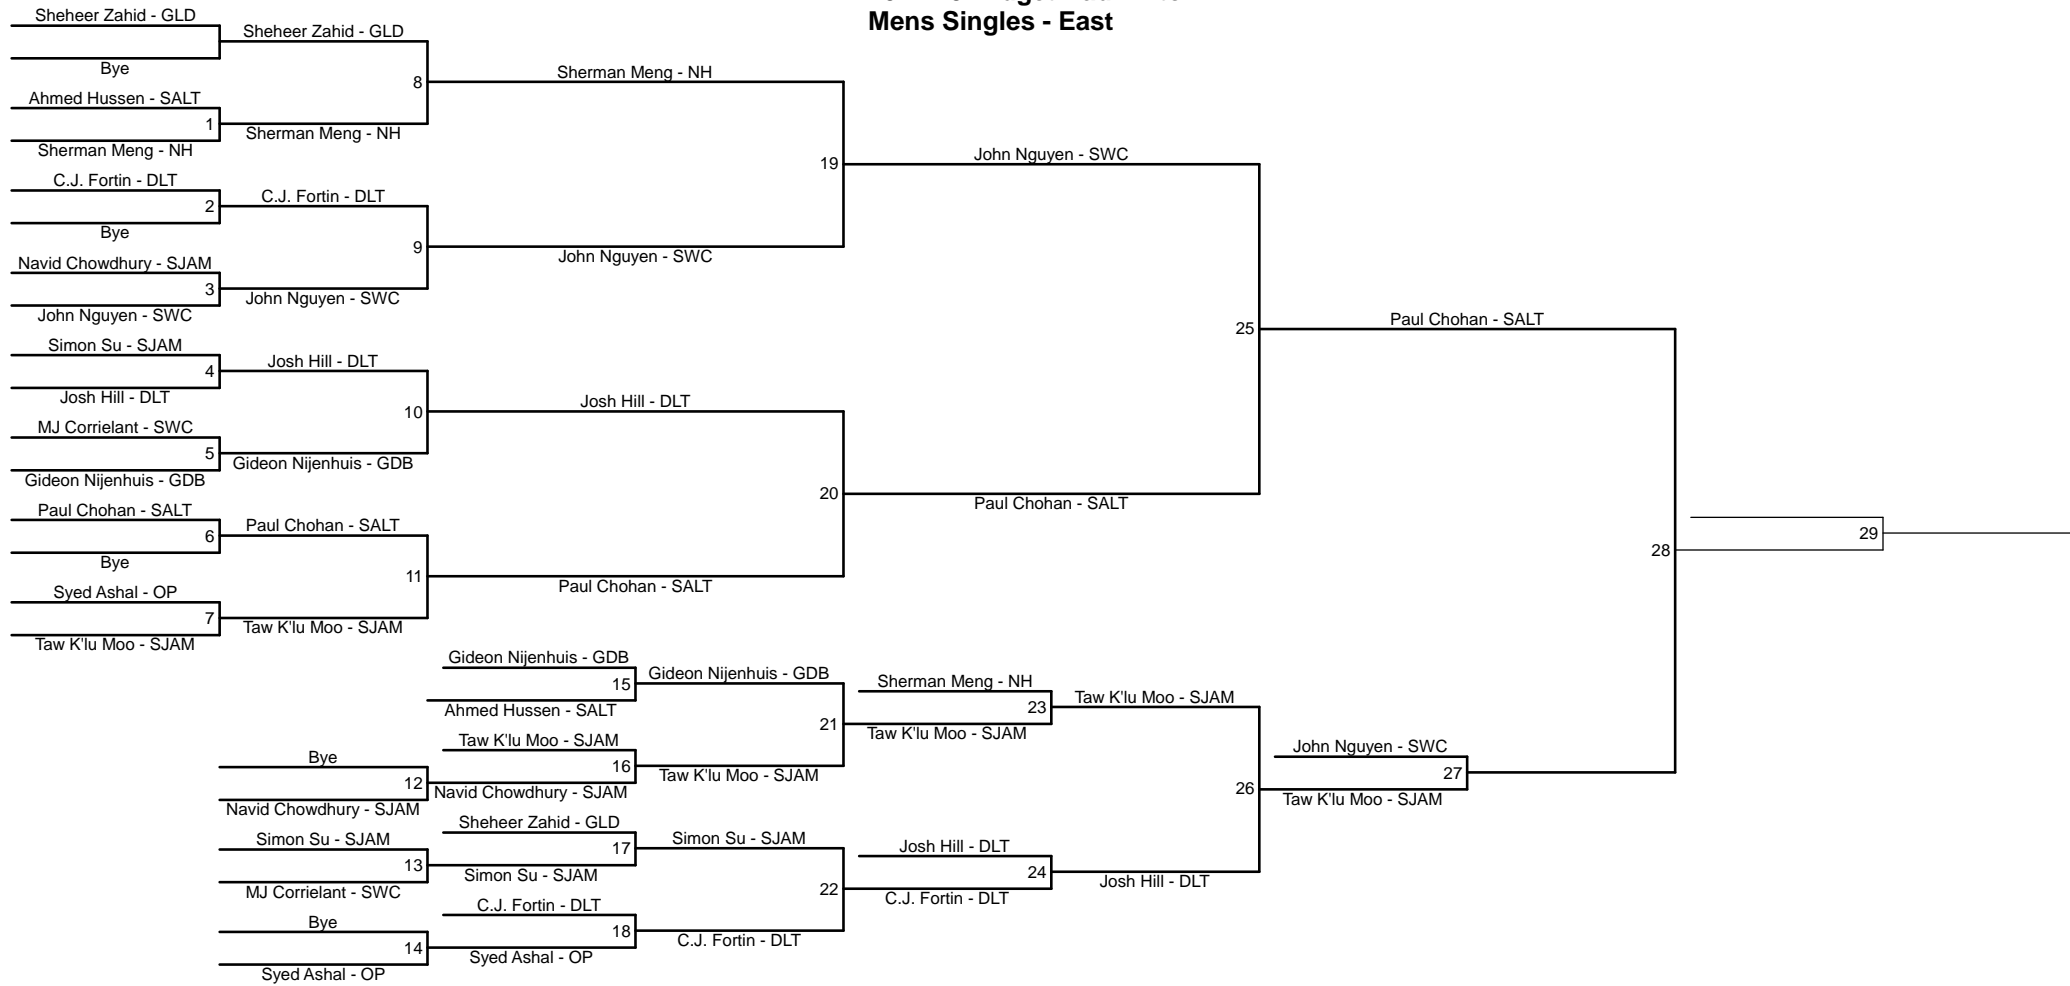 Mens Singles - East
Sheheer Zahid - GLD
Bye
Ahmed Hussen - SALT
1
Sherman Meng - NH
C.J. Fortin - DLT
2
Bye
Navid Chowdhury - SJAM
3
John Nguyen - SWC
Simon Su - SJAM
4
Josh Hill - DLT
MJ Corrielant - SWC
5
Gideon Nijenhuis - GDB
Paul Chohan - SALT
6
Bye
Syed Ashal - OP
7
Taw K'lu Moo - SJAM
Sheheer Zahid - GLD
8
Sherman Meng - NH
C.J. Fortin - DLT
9
John Nguyen - SWC
Josh Hill - DLT
10
Gideon Nijenhuis - GDB
Paul Chohan - SALT
11
Taw K'lu Moo - SJAM
Sherman Meng - NH
19
John Nguyen - SWC
Josh Hill - DLT
20
Paul Chohan - SALT
John Nguyen - SWC
25
Paul Chohan - SALT
Paul Chohan - SALT
28
29
Bye
12
Navid Chowdhury - SJAM
Simon Su - SJAM
13
MJ Corrielant - SWC
Bye
14
Syed Ashal - OP
Gideon Nijenhuis - GDB
15
Ahmed Hussen - SALT
Taw K'lu Moo - SJAM
16
Navid Chowdhury - SJAM
Sheheer Zahid - GLD
17
Simon Su - SJAM
C.J. Fortin - DLT
18
Syed Ashal - OP
Gideon Nijenhuis - GDB
21
Taw K'lu Moo - SJAM
Simon Su - SJAM
22
C.J. Fortin - DLT
Sherman Meng - NH
23
Taw K'lu Moo - SJAM
Josh Hill - DLT
24
C.J. Fortin - DLT
Taw K'lu Moo - SJAM
26
Josh Hill - DLT
John Nguyen - SWC
27
Taw K'lu Moo - SJAM